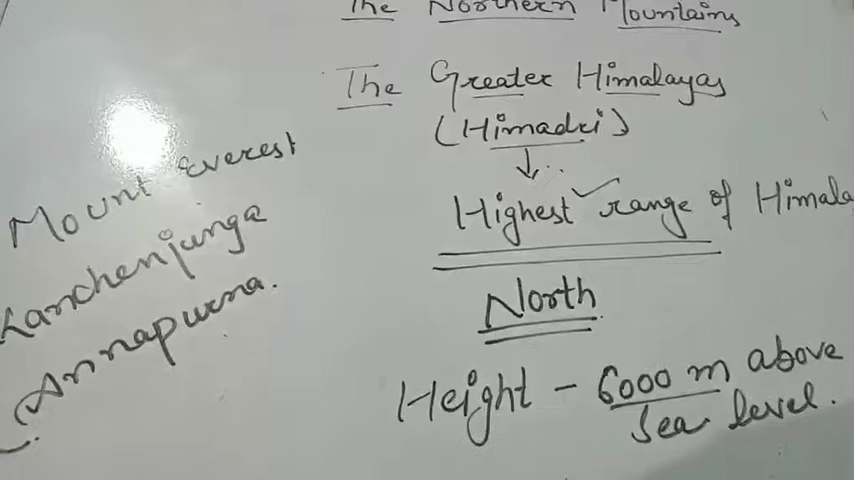 The Northern Mountains
The Greater Himalayas
(Himadri)
Highest range of Himala
North
Height - 6000 m above
Sea level.
Mount Everest
Kanchenjunga
Annapurna.